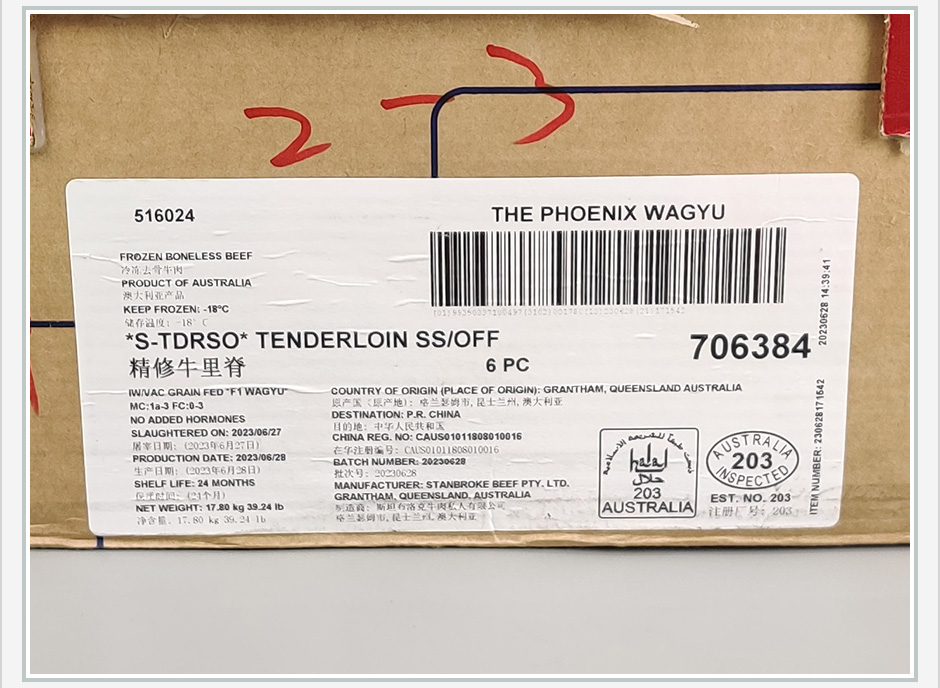 2 - 3
516024
THE PHOENIX WAGYU
FROZEN BONELESS BEEF
冷冻去骨牛肉
PRODUCT OF AUSTRALIA
澳大利亚产品
KEEP FROZEN: -18°C
储存温度: -18°C
*S-TDRSO* TENDERLOIN SS/OFF
精修牛里脊
6 PC
706384
IW/VAC GRAIN FED "F1 WAGYU"
MC:1a-3 FC:0-3
NO ADDED HORMONES
SLAUGHTERED ON: 2023/06/27
屠宰日期: (2023年6月27日)
PRODUCTION DATE: 2023/06/28
生产日期: (2023年6月28日)
SHELF LIFE: 24 MONTHS
保质时间: (24个月)
NET WEIGHT: 17.80 kg 39.24 lb
净含量: 17.80 kg 39.24 lb
COUNTRY OF ORIGIN (PLACE OF ORIGIN): GRANTHAM, QUEENSLAND AUSTRALIA
原产国 (原产地): 格兰瑟姆市, 昆士兰州, 澳大利亚
DESTINATION: P.R. CHINA
目的地: 中华人民共和国
CHINA REG. NO: CAUS01011808010016
在华注册编号: CAUS01011808010016
BATCH NUMBER: 20230628
批次号: 20230628
MANUFACTURER: STANBROKE BEEF PTY. LTD.
GRANTHAM, QUEENSLAND, AUSTRALIA
制造商: 斯坦布洛克牛肉私人有限公司
格兰瑟姆市, 昆士兰州, 澳大利亚
halal
حلال
203
AUSTRALIA
AUSTRALIA
203
INSPECTED
EST. NO. 203
注册厂号: 203
20230628 14:39:41
ITEM NUMBER: 230628171542